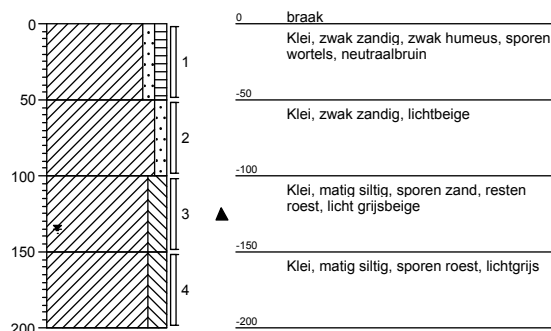 0
50
100
150
200
1
2
3
4
0 braak
Klei, zwak zandig, zwak humeus, sporen
wortels, neutraalbruin
-50
Klei, zwak zandig, lichtbeige
-100
Klei, matig siltig, sporen zand, resten
roest, licht grijsbeige
-150
Klei, matig siltig, sporen roest, lichtgrijs
-200